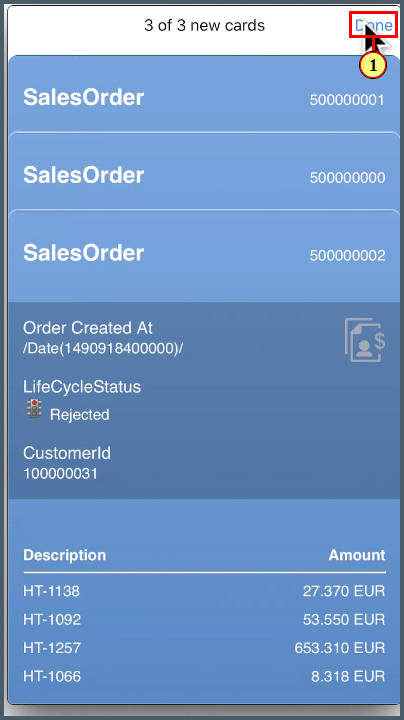 3 of 3 new cards Done
1
SalesOrder 500000001
SalesOrder 500000000
SalesOrder 500000002
Order Created At
/Date(1490918400000)/
LifeCycleStatus
Rejected
CustomerId
100000031
Description Amount
HT-1138 27.370 EUR
HT-1092 53.550 EUR
HT-1257 653.310 EUR
HT-1066 8.318 EUR